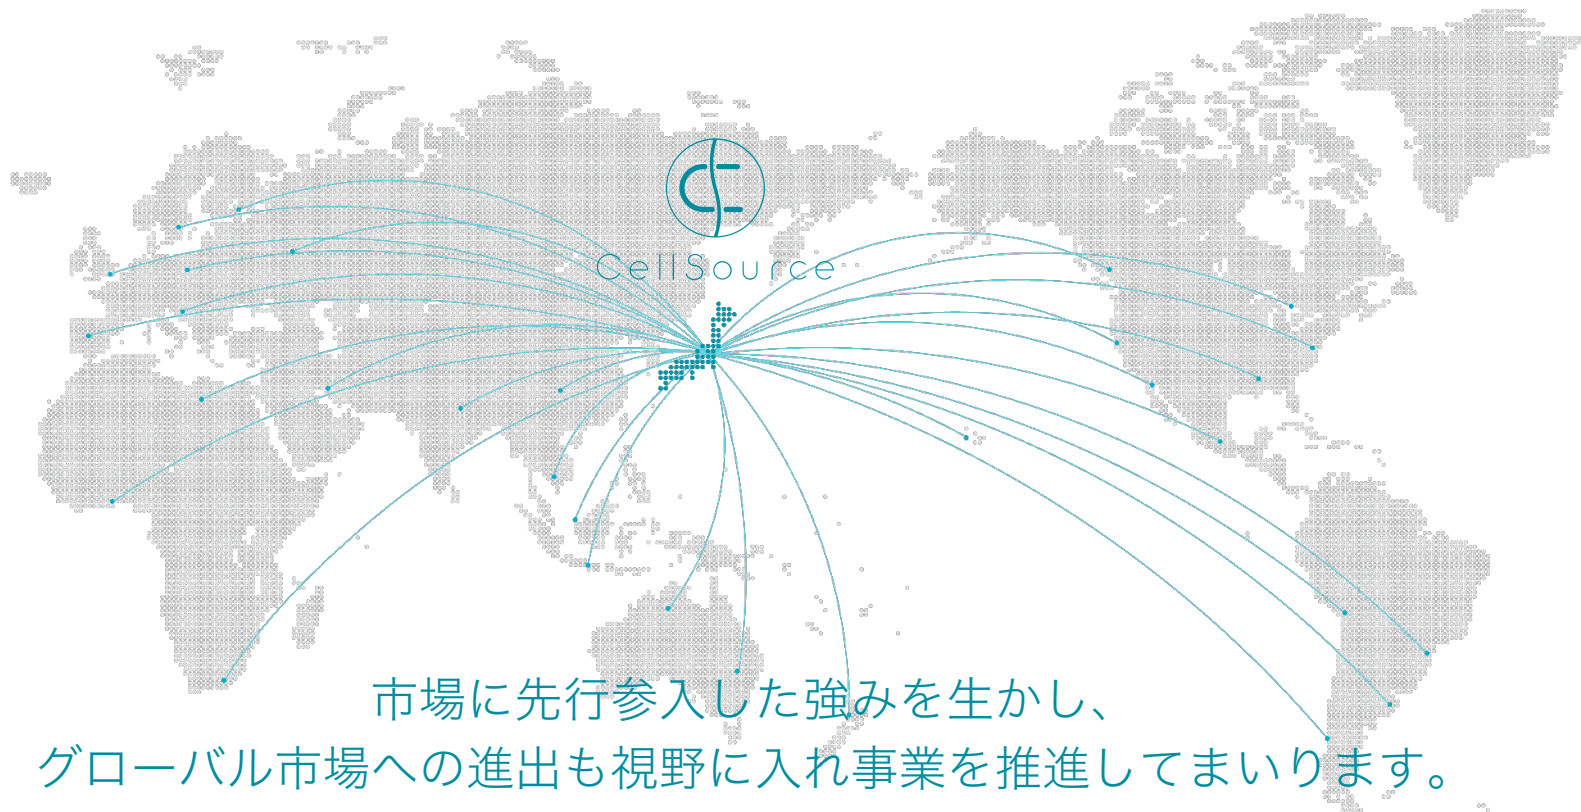 CellSource
市場に先行参入した強みを生かし、
グローバル市場への進出も視野に入れ事業を推進してまいります。